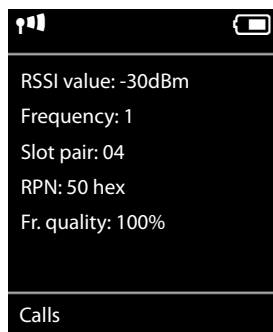 RSSI value: -30dBm
Frequency: 1
Slot pair: 04
RPN: 50 hex
Fr. quality: 100%
Calls